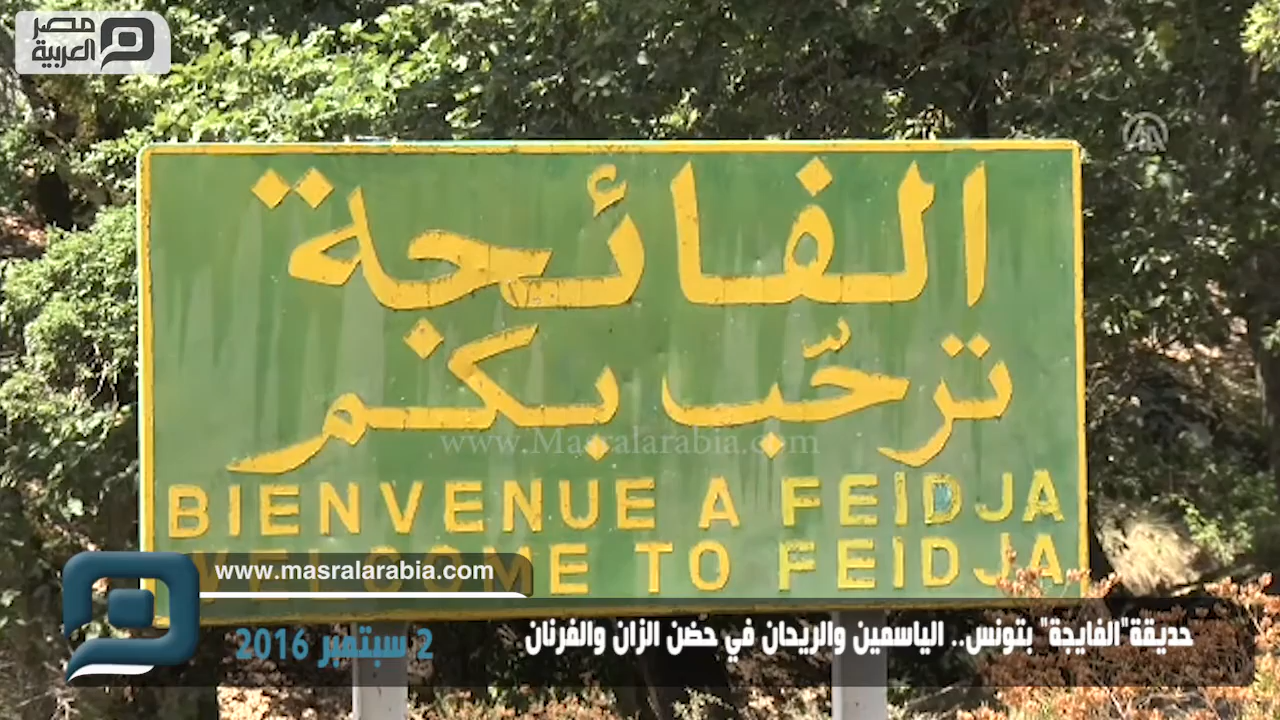 مصر
العربية
الفائجة
ترحّب بكم
www.Masralarabia.com
BIENVENUE A FEIDJA
WELCOME TO FEIDJA
www.masralarabia.com
حديقة "الفايجة" بتونس.. الياسمين والريحان في حضن الزان والفرنان
2 سبتمبر 2016